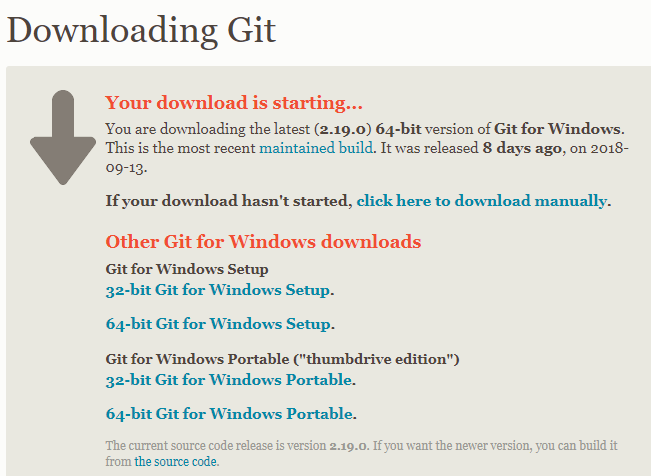 Downloading Git
Your download is starting...
You are downloading the latest (2.19.0) 64-bit version of Git for Windows.
This is the most recent maintained build. It was released 8 days ago, on 2018-
09-13.
If your download hasn't started, click here to download manually.
Other Git for Windows downloads
Git for Windows Setup
32-bit Git for Windows Setup.
64-bit Git for Windows Setup.
Git for Windows Portable ("thumbdrive edition")
32-bit Git for Windows Portable.
64-bit Git for Windows Portable.
The current source code release is version 2.19.0. If you want the newer version, you can build it
from the source code.